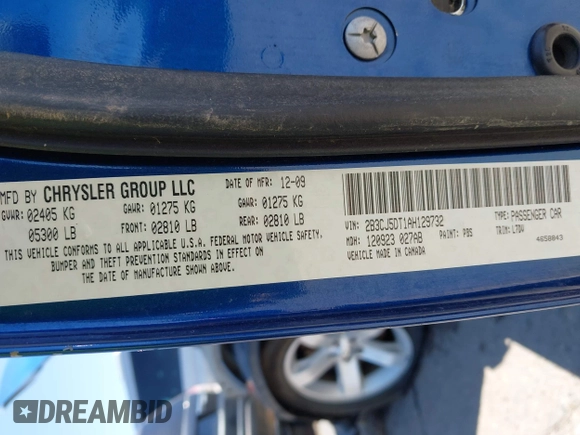 MFD BY CHRYSLER GROUP LLC
DATE OF MFR 12-09
GVWR: 02405 KG
05300 LB
GAWR: 01275 KG
FRONT: 02810 LB
GAWR: 01275 KG
REAR: 02810 LB
THIS VEHICLE CONFORMS TO ALL APPLICABLE U.S.A. FEDERAL MOTOR VEHICLE SAFETY,
BUMPER AND THEFT PREVENTION STANDARDS IN EFFECT ON
THE DATE OF MANUFACTURE SHOWN ABOVE.
VIN: 2B3CJ5DT1AH129732
TYPE: PASSENGER CAR
MDH: 120923 027AB
PAINT: PB5
TRIM: L7DV
VEHICLE MADE IN CANADA
4658843
DREAMBID